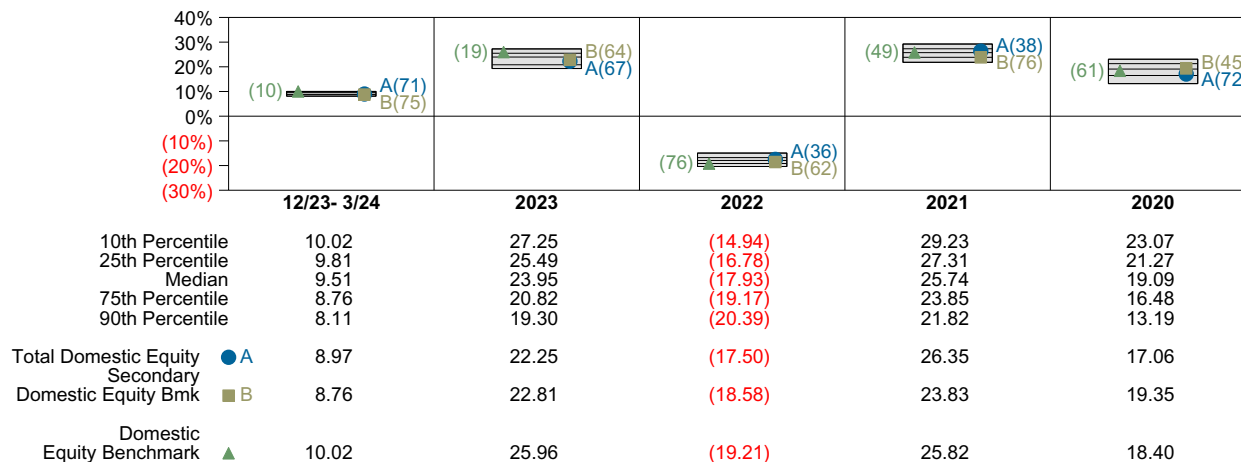 40%
30%
20%
10%
0%
(10%)
(20%)
(30%)
(10) A(71)
B(75)
(19) B(64)
A(67)
(76) A(36)
B(62)
(49) A(38)
B(76)
(61) B(45)
A(72)
12/23- 3/24 2023 2022 2021 2020
10th Percentile 10.02 27.25 (14.94) 29.23 23.07
25th Percentile 9.81 25.49 (16.78) 27.31 21.27
Median 9.51 23.95 (17.93) 25.74 19.09
75th Percentile 8.76 20.82 (19.17) 23.85 16.48
90th Percentile 8.11 19.30 (20.39) 21.82 13.19
Total Domestic Equity A 8.97 22.25 (17.50) 26.35 17.06
Secondary
Domestic Equity Bmk B 8.76 22.81 (18.58) 23.83 19.35
Domestic
Equity Benchmark 10.02 25.96 (19.21) 25.82 18.40